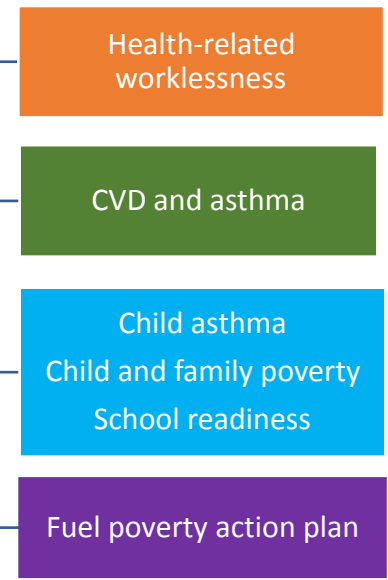 Health-related
worklessness
CVD and asthma
Child asthma
Child and family poverty
School readiness
Fuel poverty action plan